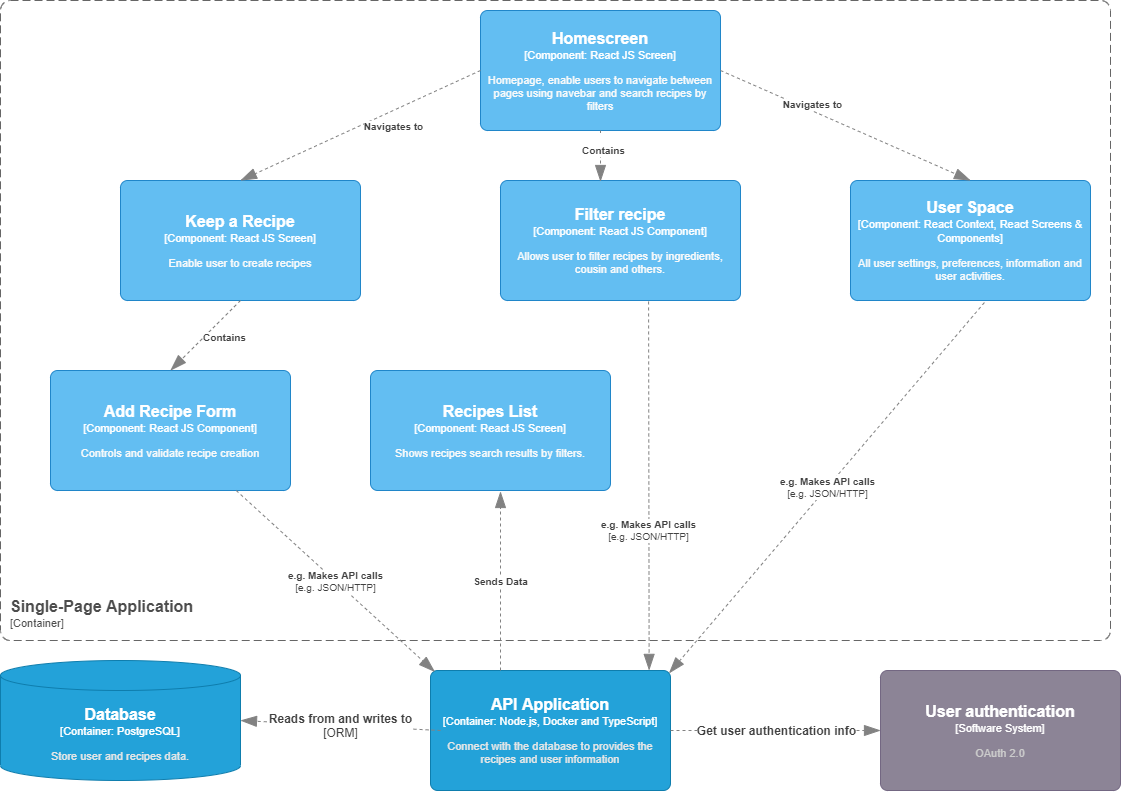 Homescreen
[Component: React JS Screen]
Homepage, enable users to navigate between
pages using navebar and search recipes by
filters
Navigates to
Contains
Navigates to
Keep a Recipe
[Component: React JS Screen]
Enable user to create recipes
Filter recipe
[Component: React JS Component]
Allows user to filter recipes by ingredients,
cousin and others.
User Space
[Component: React Context, React Screens &
Components]
All user settings, preferences, information and
user activities.
Contains
Add Recipe Form
[Component: React JS Component]
Controls and validate recipe creation
Recipes List
[Component: React JS Screen]
Shows recipes search results by filters.
e.g. Makes API calls
[e.g. JSON/HTTP]
e.g. Makes API calls
[e.g. JSON/HTTP]
e.g. Makes API calls
[e.g. JSON/HTTP]
Sends Data
Single-Page Application
[Container]
Database
[Container: PostgreSQL]
Store user and recipes data.
Reads from and writes to
[ORM]
API Application
[Container: Node.js, Docker and TypeScript]
Connect with the database to provides the
recipes and user information
Get user authentication info
User authentication
[Software System]
OAuth 2.0